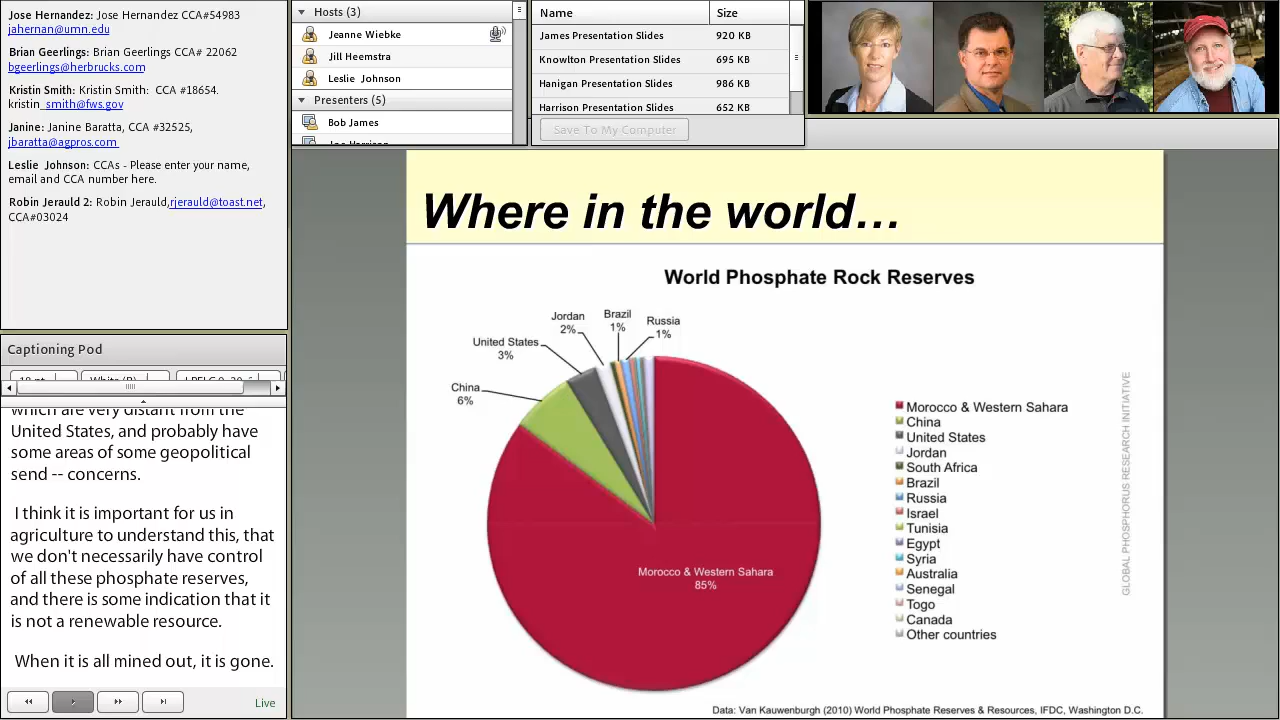 Jose Hernandez: Jose Hernandez CCA#54983
jahernan@umn.edu
Brian Geerlings: Brian Geerlings CCA# 22062
bgeerlings@herbrucks.com
Kristin Smith: Kristin Smith: CCA #18654.
kristin_smith@fws.gov
Janine: Janine Baratta, CCA #32525,
jbaratta@agpros.com
Leslie Johnson: CCAs - Please enter your name,
email and CCA number here.
Robin Jerauld 2: Robin Jerauld,rjerauld@toast.net,
CCA#03024
Captioning Pod
which are very distant from the
United States, and probably have
some areas of some geopolitical
send -- concerns.
I think it is important for us in
agriculture to understand this, that
we don't necessarily have control
of all these phosphate reserves,
and there is some indication that it
is not a renewable resource.
When it is all mined out, it is gone.
Live
Hosts (3)
Jeanne Wiebke
Jill Heemstra
Leslie Johnson
Presenters (5)
Bob James
Name Size
James Presentation Slides 920 KB
Knowlton Presentation Slides 695 KB
Hanigan Presentation Slides 986 KB
Harrison Presentation Slides 652 KB
Save To My Computer
Where in the world…
World Phosphate Rock Reserves
Jordan
2%
Brazil
1%
Russia
1%
United States
3%
China
6%
Morocco & Western Sahara
85%
Morocco & Western Sahara
China
United States
Jordan
South Africa
Brazil
Russia
Israel
Tunisia
Egypt
Syria
Australia
Senegal
Togo
Canada
Other countries
GLOBAL PHOSPHORUS RESEARCH INITIATIVE
Data: Van Kauwenburgh (2010) World Phosphate Reserves & Resources, IFDC, Washington D.C.